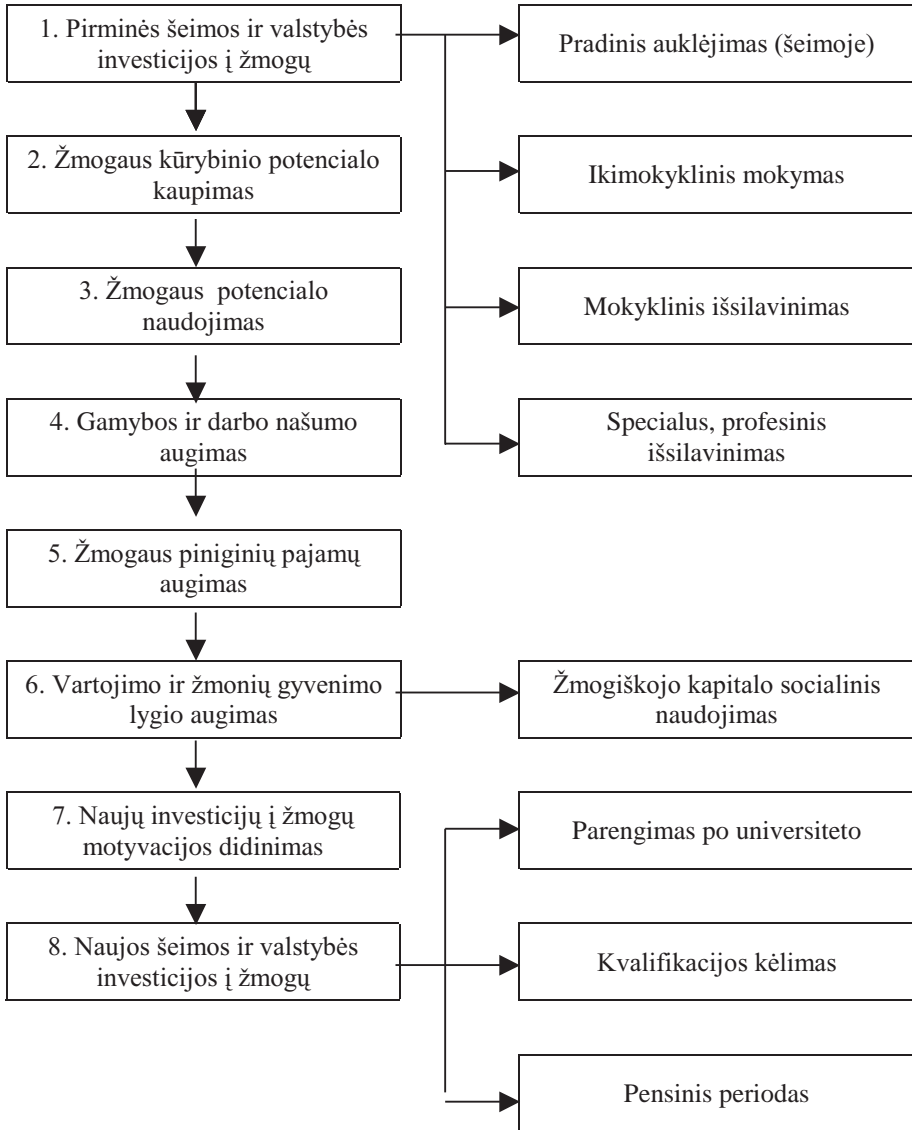 1. Pirminės šeimos ir valstybės
investicijos į žmogų
Pradinis auklėjimas (šeimoje)
2. Žmogaus kūrybinio potencialo
kaupimas
Ikimokyklinis mokymas
3. Žmogaus potencialo
naudojimas
Mokyklinis išsilavinimas
4. Gamybos ir darbo našumo
augimas
Specialus, profesinis
išsilavinimas
5. Žmogaus piniginių pajamų
augimas
6. Vartojimo ir žmonių gyvenimo
lygio augimas
Žmogiškojo kapitalo socialinis
naudojimas
7. Naujų investicijų į žmogų
motyvacijos didinimas
Parengimas po universiteto
8. Naujos šeimos ir valstybės
investicijos į žmogų
Kvalifikacijos kėlimas
Pensinis periodas